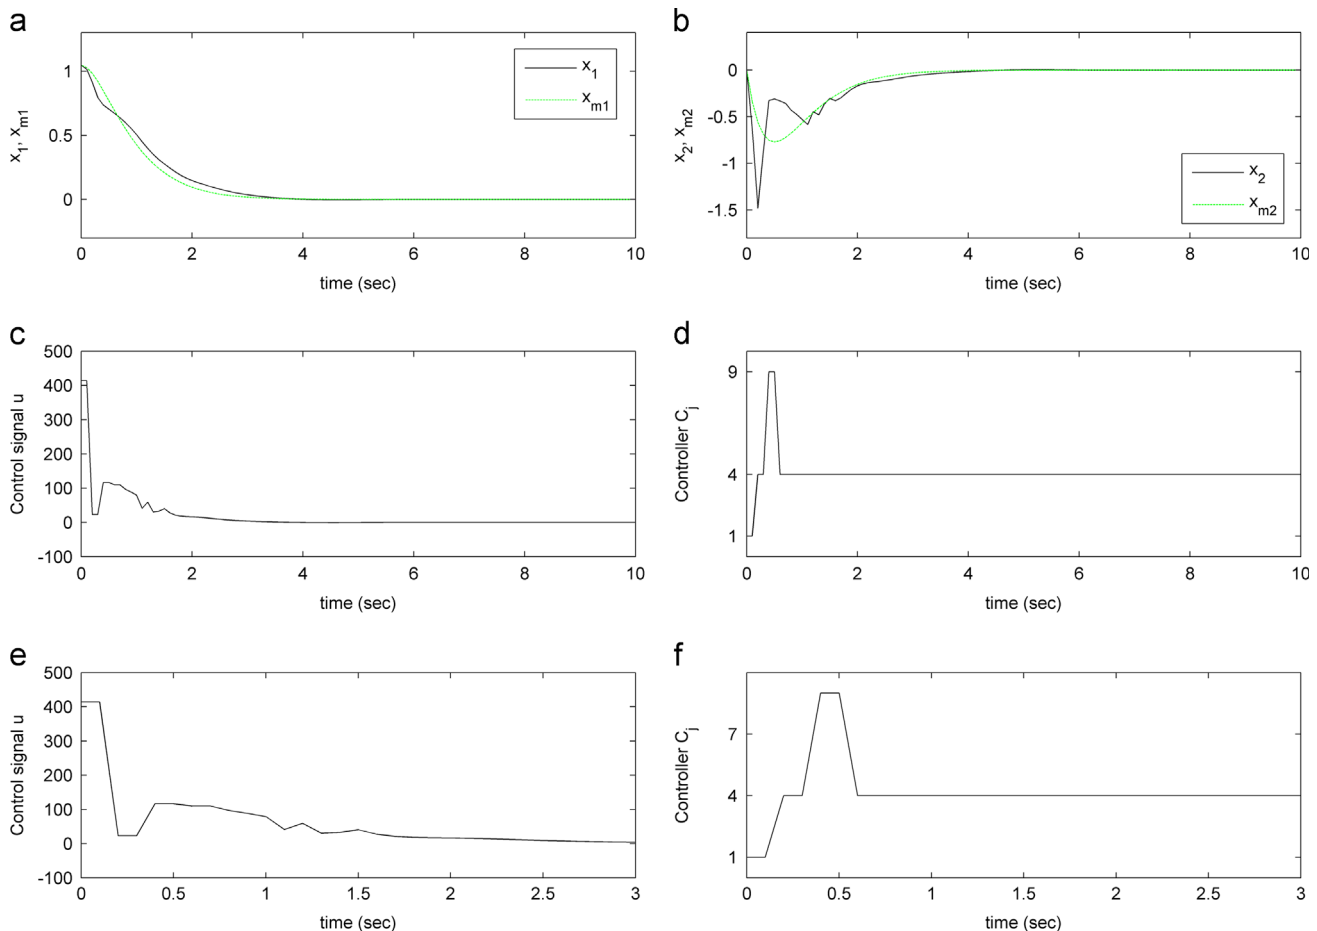 a
1
0.5
0
x1, xm1
x1
xm1
0 2 4 6 8 10
time (sec)
b
0
-0.5
-1
-1.5
x2, xm2
x2
xm2
0 2 4 6 8 10
time (sec)
c
500
400
300
200
100
0
-100
Control signal u
0 2 4 6 8 10
time (sec)
d
9
4
1
Controller Cj
0 2 4 6 8 10
time (sec)
e
500
400
300
200
100
0
-100
Control signal u
0 0.5 1 1.5 2 2.5 3
time (sec)
f
7
4
1
Controller Cj
0 0.5 1 1.5 2 2.5 3
time (sec)